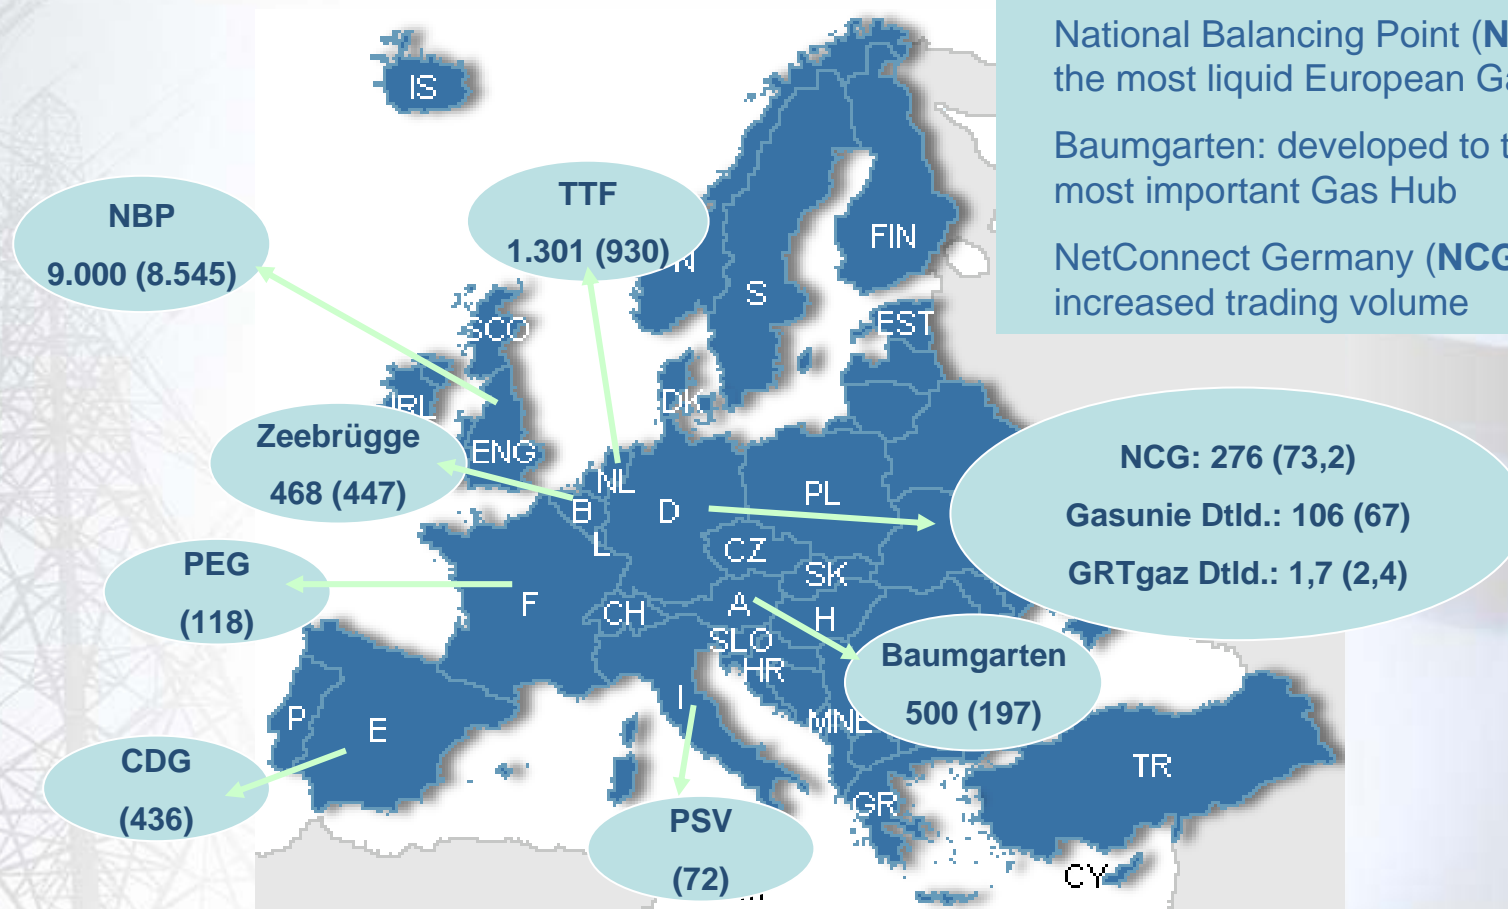 National Balancing Point (N
the most liquid European Ga
Baumgarten: developed to t
most important Gas Hub
NetConnect Germany (NCG
increased trading volume
IS
NBP
9.000 (8.545)
TTF
1.301 (930)
N
S
FIN
EST
SCO
IRL
DK
ENG
Zeebrügge
468 (447)
NL
B
D
PL
L
CZ
SK
NCG: 276 (73,2)
Gasunie Dtld.: 106 (67)
GRTgaz Dtld.: 1,7 (2,4)
PEG
(118)
F
CH
A
H
SLO
HR
Baumgarten
500 (197)
P
E
I
MNE
TR
CDG
(436)
GR
PSV
(72)
CY